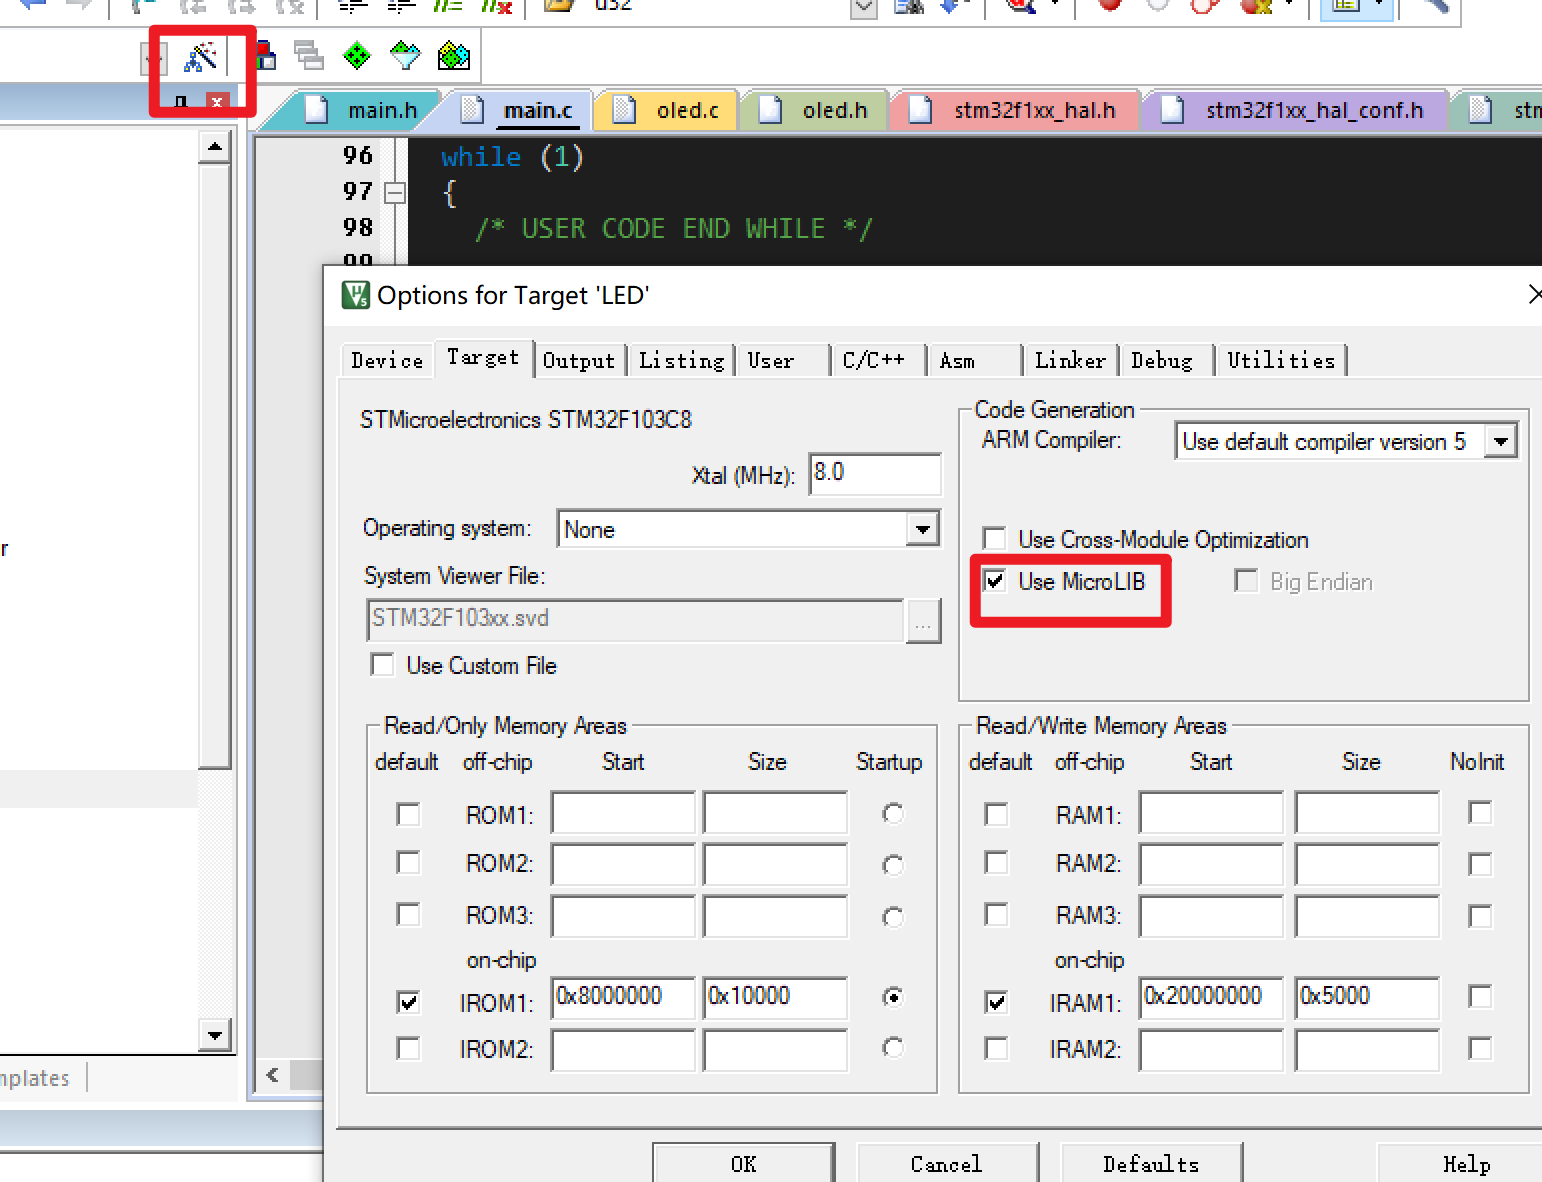 main.h main.c oled.c oled.h stm32f1xx_hal.h stm32f1xx_hal_conf.h
96 while (1)
97 {
98 /* USER CODE END WHILE */
Options for Target 'LED'
Device Target Output Listing User C/C++ Asm Linker Debug Utilities
STMicroelectronics STM32F103C8
Xtal (MHz): 8.0
Operating system: None
System Viewer File:
STM32F103xx.svd ...
Use Custom File
Code Generation
ARM Compiler: Use default compiler version 5
Use Cross-Module Optimization
Use MicroLIB Big Endian
Read/Only Memory Areas
default off-chip Start Size Startup
ROM1:
ROM2:
ROM3:
on-chip
IROM1: 0x8000000 0x10000
IROM2:
Read/Write Memory Areas
default off-chip Start Size NoInit
RAM1:
RAM2:
RAM3:
on-chip
IRAM1: 0x20000000 0x5000
IRAM2:
OK Cancel Defaults Help